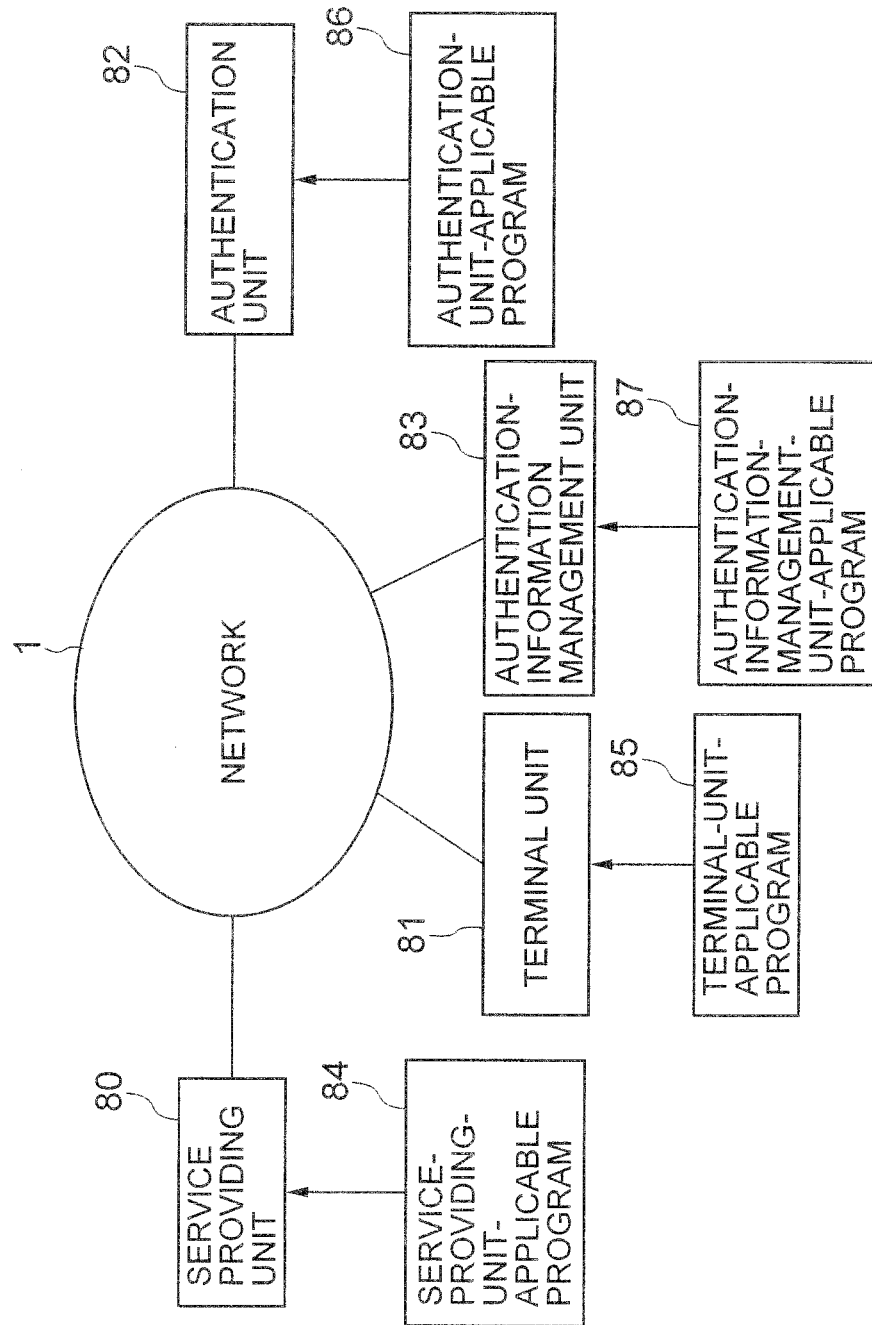 1
NETWORK
80
SERVICE
PROVIDING
UNIT
84
SERVICE-
PROVIDING-
UNIT-
APPLICABLE
PROGRAM
81
TERMINAL UNIT
85
TERMINAL-UNIT-
APPLICABLE
PROGRAM
83
AUTHENTICATION-
INFORMATION
MANAGEMENT UNIT
87
AUTHENTICATION-
INFORMATION-
MANAGEMENT-
UNIT-APPLICABLE
PROGRAM
82
AUTHENTICATION
UNIT
86
AUTHENTICATION-
UNIT-APPLICABLE
PROGRAM